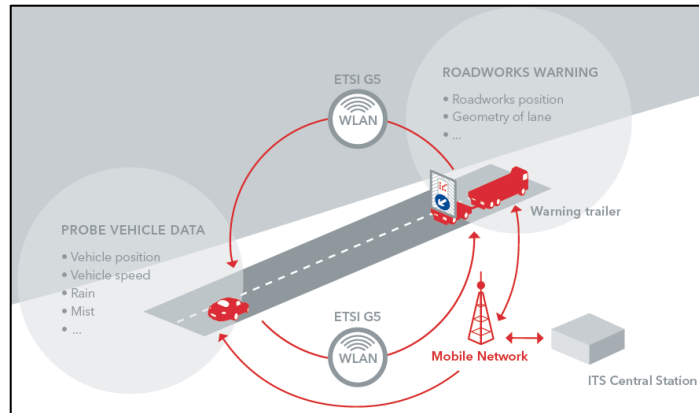 ETSI G5
WLAN
ROADWORKS WARNING
• Roadworks position
• Geometry of lane
• ...
Warning trailer
PROBE VEHICLE DATA
• Vehicle position
• Vehicle speed
• Rain
• Mist
• ...
ETSI G5
WLAN
Mobile Network
ITS Central Station